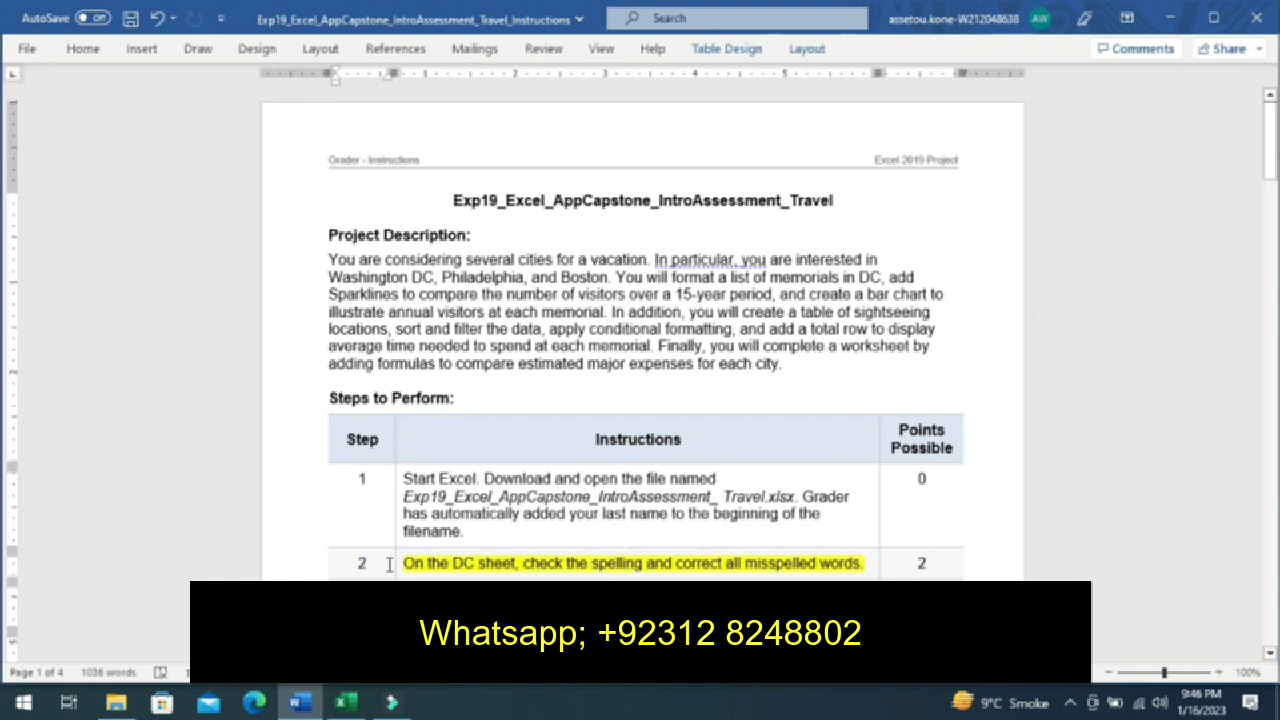 AutoSave Off Exp19_Excel_AppCapstone_IntroAssessment_Travel_Instructions Search assetou.kone-W212048638 AW
File Home Insert Draw Design Layout References Mailings Review View Help Table Design Layout Comments Share
1 2 3 4 5
Grader - Instructions Excel 2019 Project
Exp19_Excel_AppCapstone_IntroAssessment_Travel
Project Description:
You are considering several cities for a vacation. In particular, you are interested in
Washington DC, Philadelphia, and Boston. You will format a list of memorials in DC, add
Sparklines to compare the number of visitors over a 15-year period, and create a bar chart to
illustrate annual visitors at each memorial. In addition, you will create a table of sightseeing
locations, sort and filter the data, apply conditional formatting, and add a total row to display
average time needed to spend at each memorial. Finally, you will complete a worksheet by
adding formulas to compare estimated major expenses for each city.
Steps to Perform:
Step Instructions Points
Possible
1 Start Excel. Download and open the file named 0
Exp19_Excel_AppCapstone_IntroAssessment_ Travel.xlsx. Grader
has automatically added your last name to the beginning of the
filename.
2 On the DC sheet, check the spelling and correct all misspelled words. 2
Whatsapp; +92312 8248802
Page 1 of 4 1036 words 100%
9°C Smoke 9:46 PM
1/16/2023